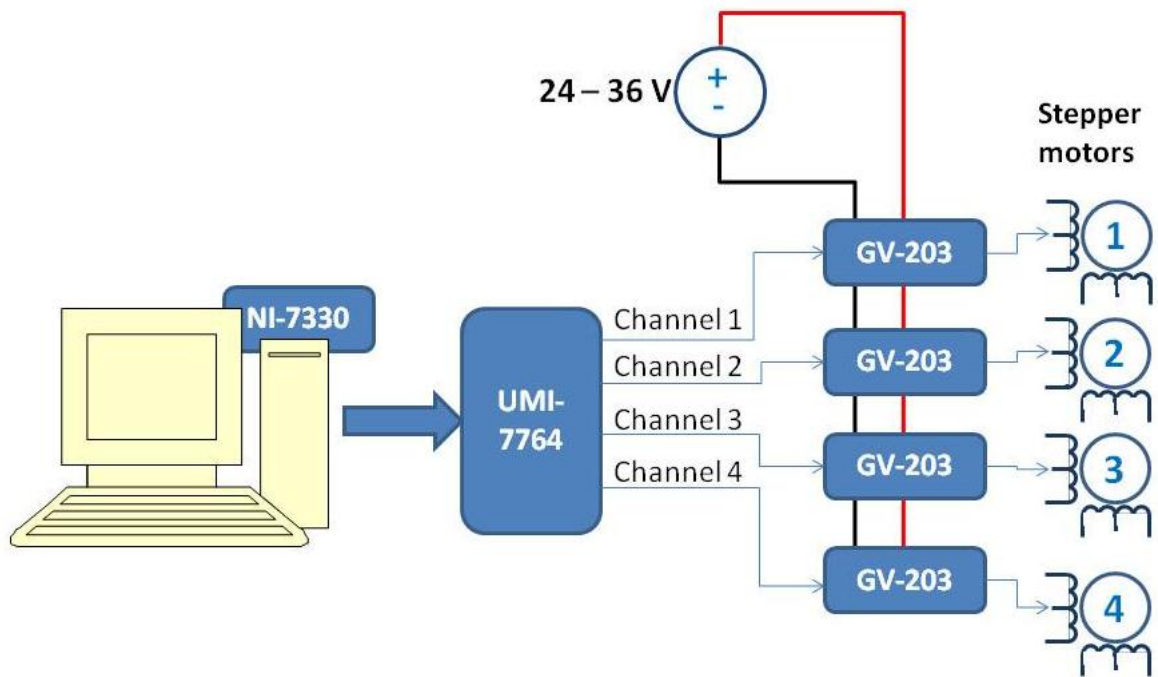 24 – 36 V
+
-
Stepper
motors
GV-203
1
NI-7330
Channel 1
GV-203
2
Channel 2
UMI-
7764
Channel 3
GV-203
3
Channel 4
GV-203
4